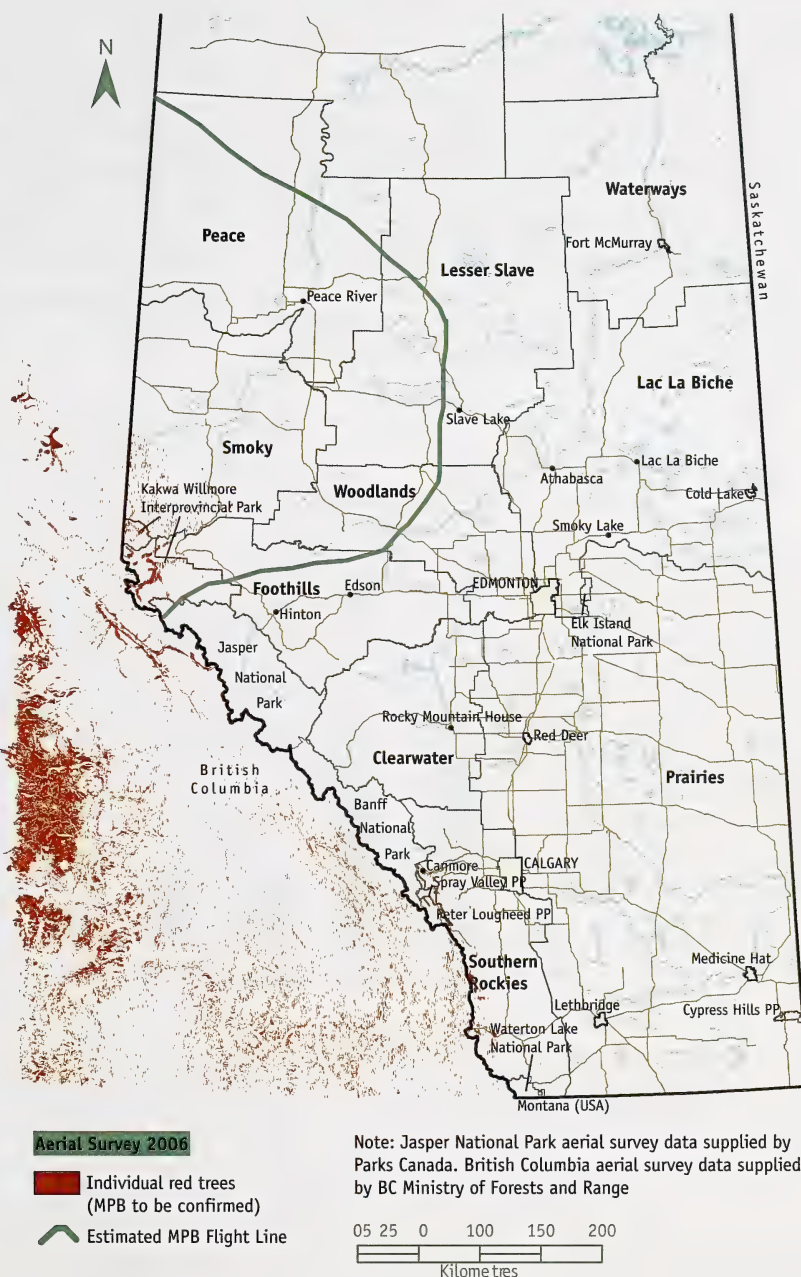 N
Waterways
Saskatchewan
Fort McMurray
Peace
Lesser Slave
Peace River
Lac La Biche
Slave Lake
Smoky
Lac La Biche
Athabasca
Woodlands
Cold Lake
Kakwa Willmore
Interprovincial Park
Smoky Lake
Foothills
Edson
EDMONTON
Hinton
Elk Island
National Park
Jasper
National
Park
Rocky Mountain House
Red Deer
Clearwater
British
Columbia
Prairies
Banff
National
Park
Canmore
CALGARY
Spray Valley PP
Peter Lougheed PP
Southern
Rockies
Medicine Hat
Lethbridge
Cypress Hills PP
Waterton Lake
National Park
Montana (USA)
Aerial Survey 2006
Individual red trees
(MPB to be confirmed)
Estimated MPB Flight Line
Note: Jasper National Park aerial survey data supplied by
Parks Canada. British Columbia aerial survey data supplied
by BC Ministry of Forests and Range
05 25 0 100 150 200
Kilometres